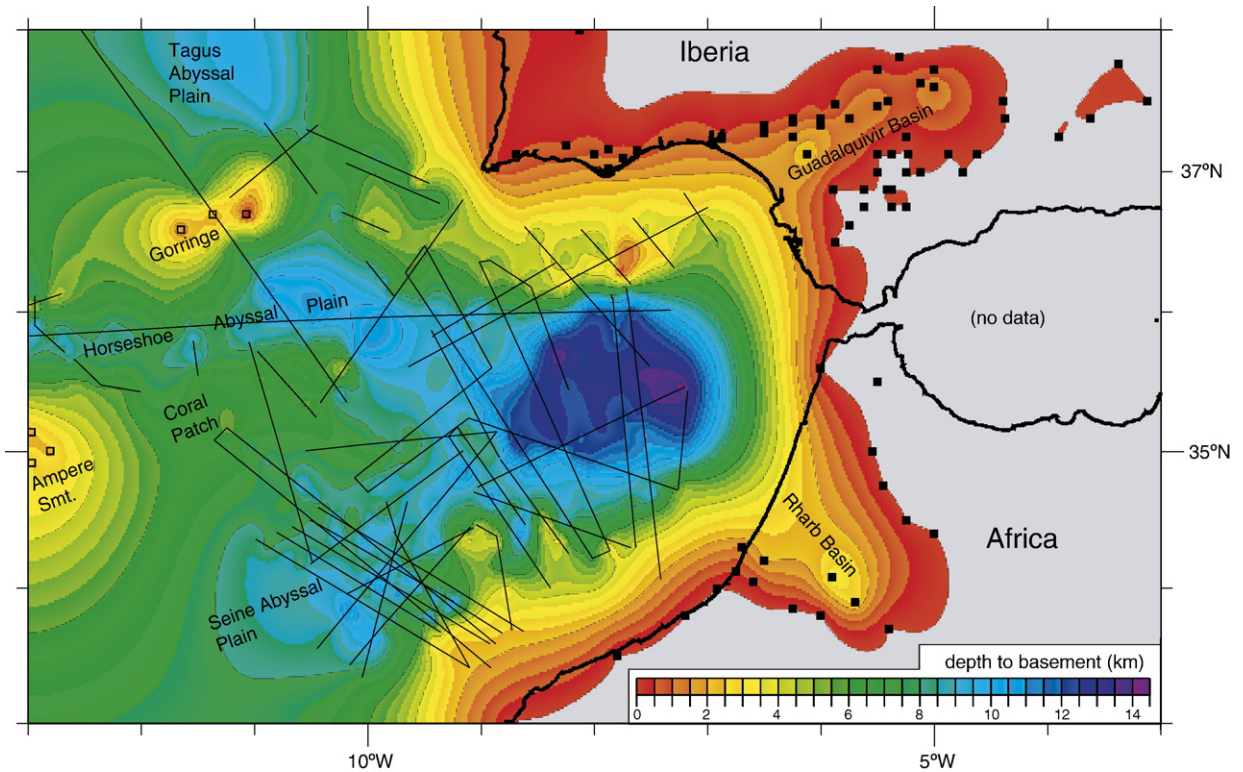 Tagus
Abyssal
Plain
Iberia
Guadalquivir Basin
37ºN
Gorringe
Horseshoe Abyssal Plain
(no data)
Coral
Patch
35ºN
Ampere
Smt.
Rharb Basin
Africa
Seine Abyssal
Plain
depth to basement (km)
0 2 4 6 8 10 12 14
10ºW
5ºW